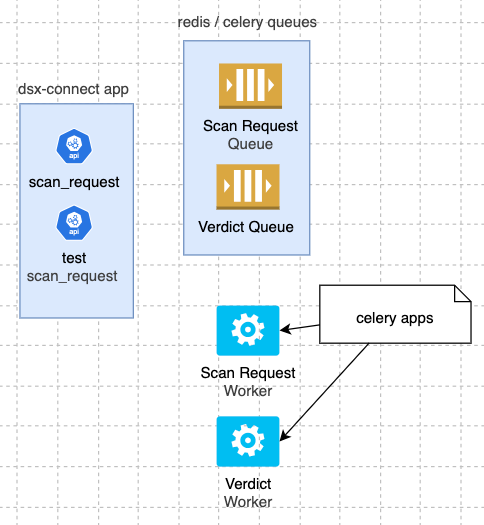 redis / celery queues
dsx-connect app
api
scan_request
api
test
scan_request
Scan Request
Queue
Verdict Queue
celery apps
Scan Request
Worker
Verdict
Worker